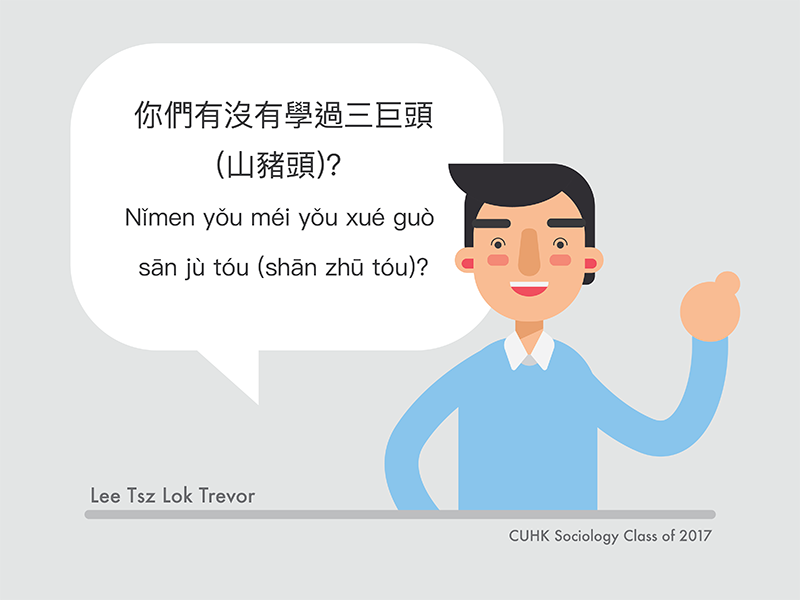 你們有沒有學過三巨頭
(山豬頭)?
Nǐmen yǒu méi yǒu xué guò
sān jù tóu (shān zhū tóu)?
Lee Tsz Lok Trevor
CUHK Sociology Class of 2017